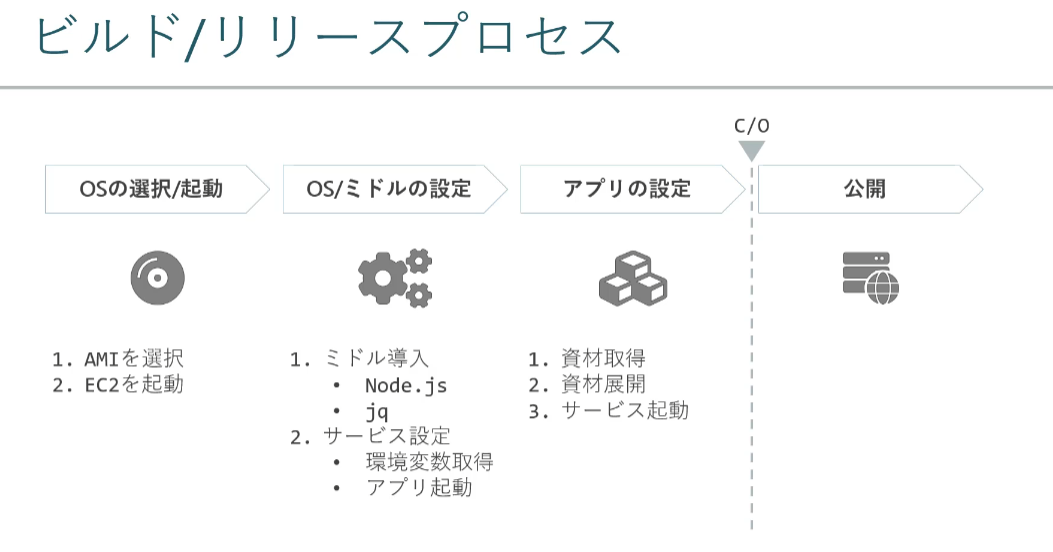 ビルド/リリースプロセス
C/O
OSの選択/起動
OS/ミドルの設定
アプリの設定
公開
1. AMIを選択
2. EC2を起動
1. ミドル導入
• Node.js
• jq
2. サービス設定
• 環境変数取得
• アプリ起動
1. 資材取得
2. 資材展開
3. サービス起動